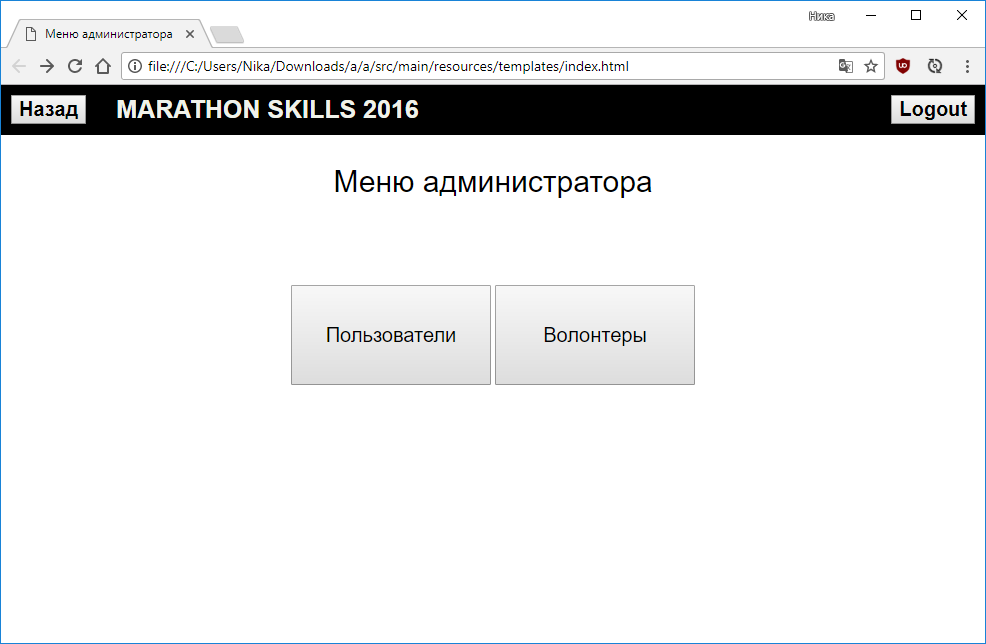 Ника
Меню администратора
file:///C:/Users/Nika/Downloads/a/a/src/main/resources/templates/index.html
Назад MARATHON SKILLS 2016 Logout
Меню администратора
Пользователи Волонтеры